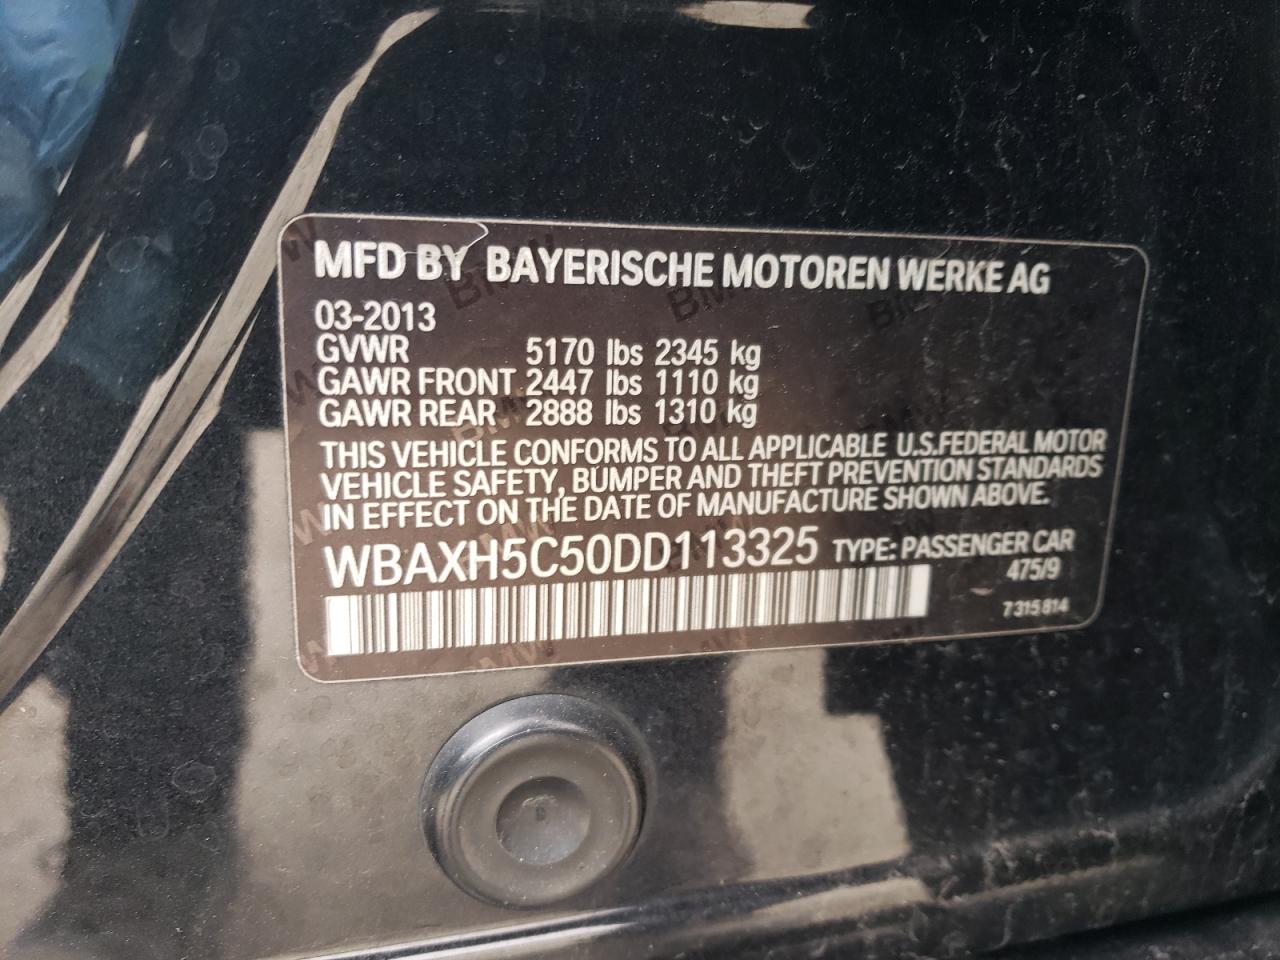 MFD BY BAYERISCHE MOTOREN WERKE AG
03-2013
GVWR 5170 lbs 2345 kg
GAWR FRONT 2447 lbs 1110 kg
GAWR REAR 2888 lbs 1310 kg
THIS VEHICLE CONFORMS TO ALL APPLICABLE U.S.FEDERAL MOTOR
VEHICLE SAFETY, BUMPER AND THEFT PREVENTION STANDARDS
IN EFFECT ON THE DATE OF MANUFACTURE SHOWN ABOVE.
WBAXH5C50DD113325 TYPE: PASSENGER CAR
475/9
7 315 814